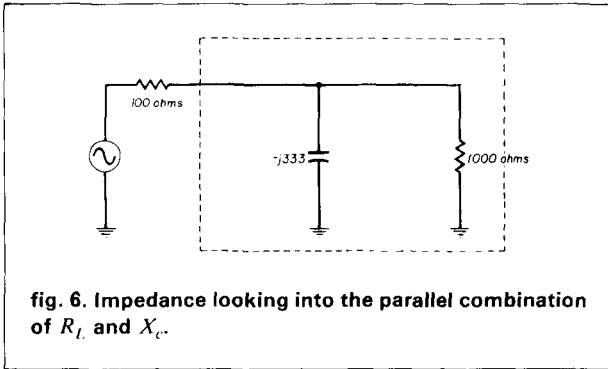 100 ohms
-j333
1000 ohms
fig. 6. Impedance looking into the parallel combination
of R_L and X_c.